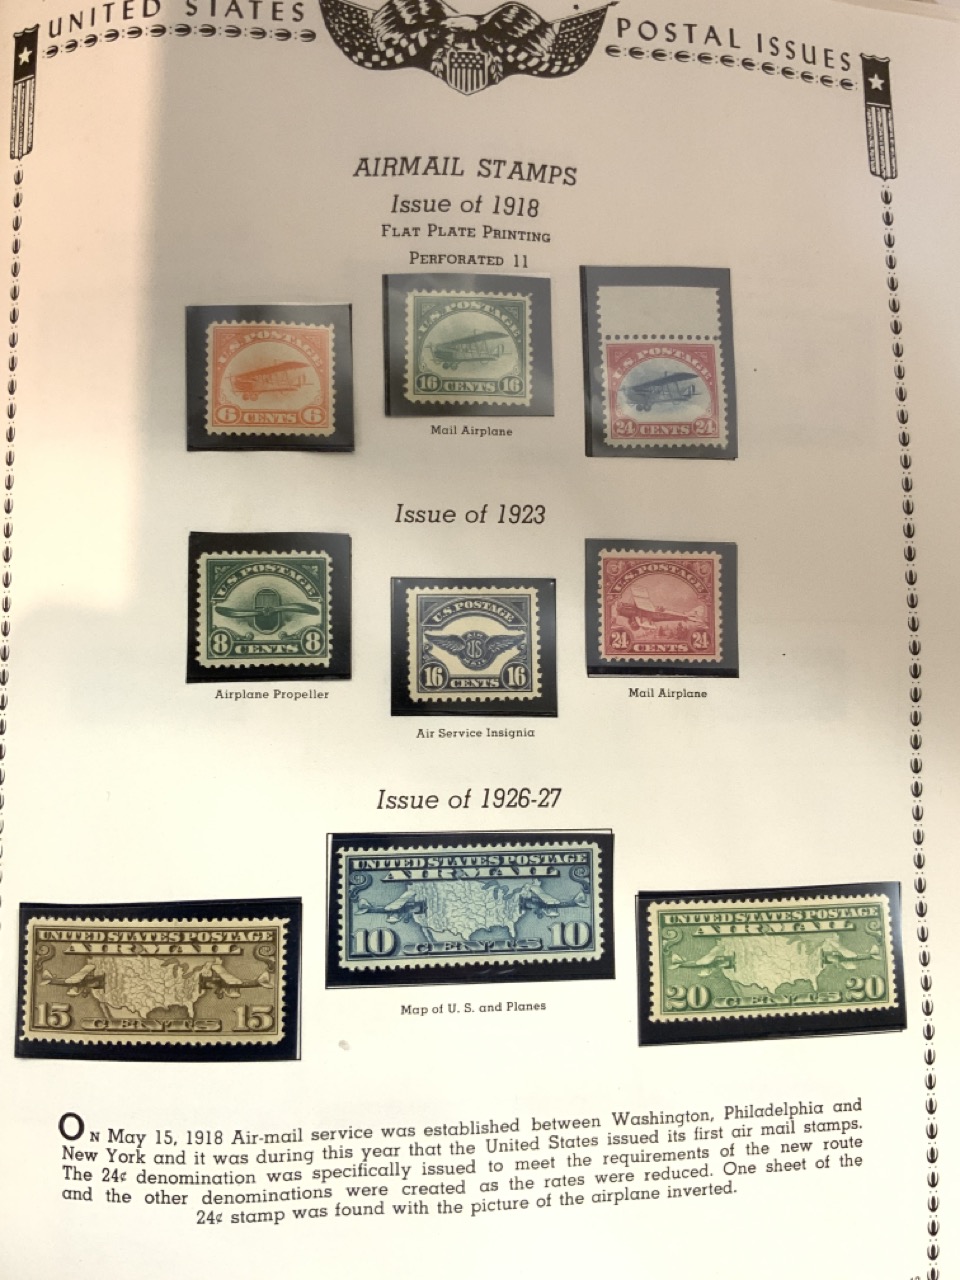 UNITED STATES POSTAL ISSUES
AIRMAIL STAMPS
Issue of 1918
FLAT PLATE PRINTING
PERFORATED 11
U.S. POSTAGE
6 CENTS 6
U.S. POSTAGE
16 CENTS 16
U.S. POSTAGE
24 CENTS 24
Mail Airplane
Issue of 1923
U.S. POSTAGE
8 CENTS 8
U.S. POSTAGE
AIR
US
MAIL
16 CENTS 16
U.S. POSTAGE
24 CENTS 24
Airplane Propeller
Air Service Insignia
Mail Airplane
Issue of 1926-27
UNITED STATES POSTAGE
AIR MAIL
15 CENTS 15
UNITED STATES POSTAGE
AIR MAIL
10 CENTS 10
UNITED STATES POSTAGE
AIR MAIL
20 CENTS 20
Map of U. S. and Planes
ON May 15, 1918 Air-mail service was established between Washington, Philadelphia and
New York and it was during this year that the United States issued its first air mail stamps.
The 24¢ denomination was specifically issued to meet the requirements of the new route
and the other denominations were created as the rates were reduced. One sheet of the
24¢ stamp was found with the picture of the airplane inverted.